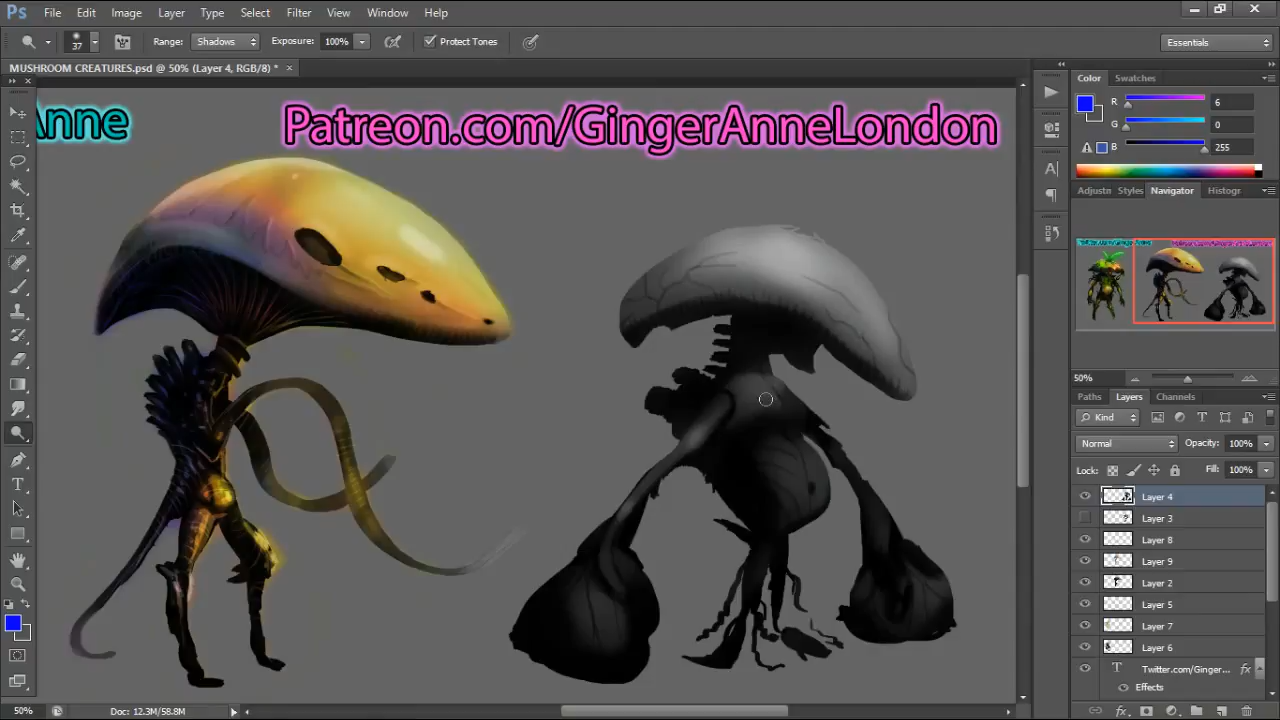 Ps File Edit Image Layer Type Select Filter View Window Help
37 Range: Shadows Exposure: 100% Protect Tones Essentials
MUSHROOM CREATURES.psd @ 50% (Layer 4, RGB/8) * ×
Anne
Patreon.com/GingerAnneLondon
Color Swatches
R 6
G 0
B 255
Adjustn Styles Navigator Histogr
50%
Paths Layers Channels
Kind
Normal Opacity: 100%
Lock: Fill: 100%
Layer 4
Layer 3
Layer 8
Layer 9
Layer 2
Layer 5
Layer 7
Layer 6
T Twitter.com/Ginger... fx
Effects
50% Doc: 12.3M/58.8M